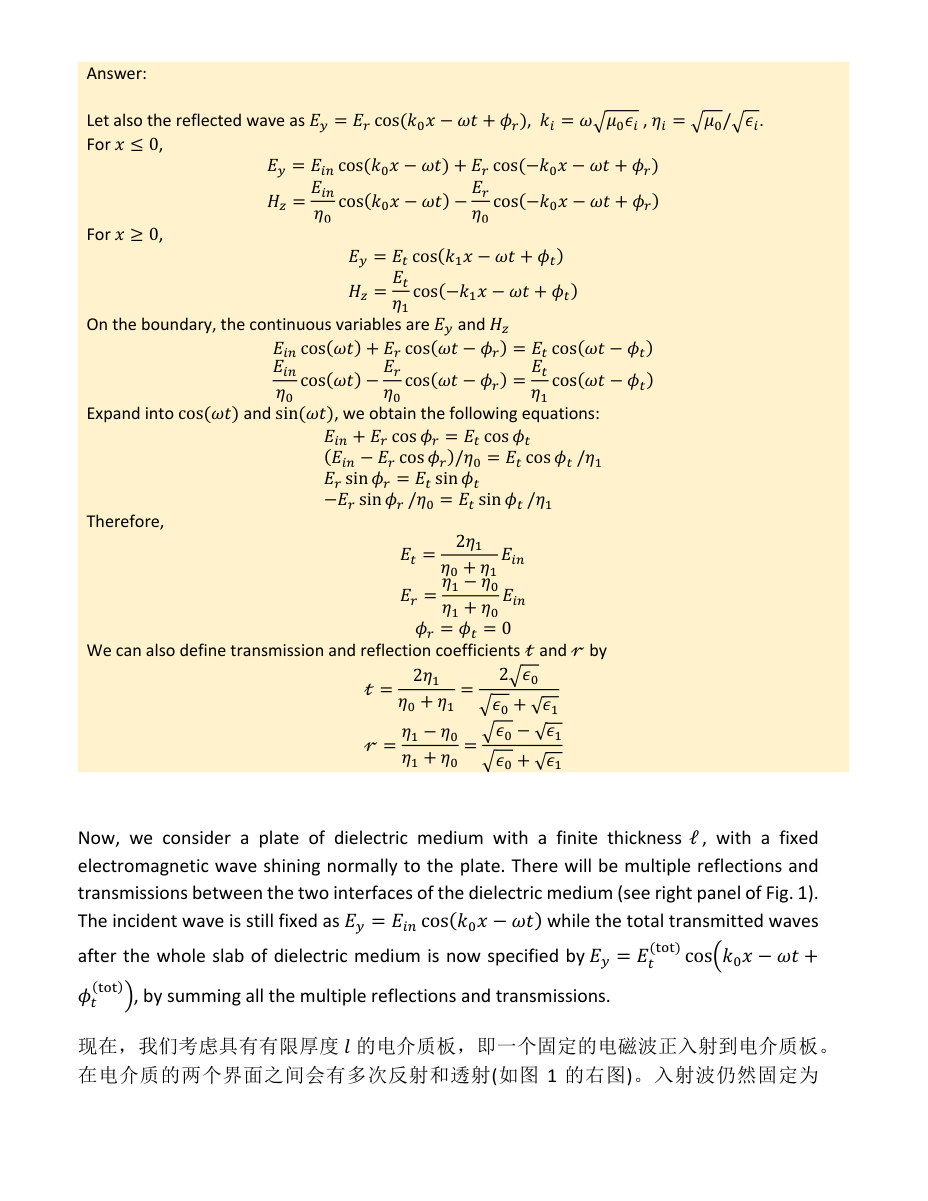 Answer:
Let also the reflected wave as E_y = E_r cos(k_0x − ωt + ϕ_r), k_i = ω√(μ_0ϵ_i) , η_i = √μ_0/√ϵ_i.
For x ≤ 0,
E_y = E_in cos(k_0x − ωt) + E_r cos(−k_0x − ωt + ϕ_r)
H_z = E_in/η_0 cos(k_0x − ωt) − E_r/η_0 cos(−k_0x − ωt + ϕ_r)
For x ≥ 0,
E_y = E_t cos(k_1x − ωt + ϕ_t)
H_z = E_t/η_1 cos(−k_1x − ωt + ϕ_t)
On the boundary, the continuous variables are E_y and H_z
E_in cos(ωt) + E_r cos(ωt − ϕ_r) = E_t cos(ωt − ϕ_t)
E_in/η_0 cos(ωt) − E_r/η_0 cos(ωt − ϕ_r) = E_t/η_1 cos(ωt − ϕ_t)
Expand into cos(ωt) and sin(ωt), we obtain the following equations:
E_in + E_r cos ϕ_r = E_t cos ϕ_t
(E_in − E_r cos ϕ_r)/η_0 = E_t cos ϕ_t /η_1
E_r sin ϕ_r = E_t sin ϕ_t
−E_r sin ϕ_r /η_0 = E_t sin ϕ_t /η_1
Therefore,
E_t = 2η_1/(η_0 + η_1) E_in
E_r = (η_1 − η_0)/(η_1 + η_0) E_in
ϕ_r = ϕ_t = 0
We can also define transmission and reflection coefficients 𝓉 and 𝓇 by
𝓉 = 2η_1/(η_0 + η_1) = 2√ϵ_0/(√ϵ_0 + √ϵ_1)
𝓇 = (η_1 − η_0)/(η_1 + η_0) = (√ϵ_0 − √ϵ_1)/(√ϵ_0 + √ϵ_1)
Now, we consider a plate of dielectric medium with a finite thickness ℓ, with a fixed
electromagnetic wave shining normally to the plate. There will be multiple reflections and
transmissions between the two interfaces of the dielectric medium (see right panel of Fig. 1).
The incident wave is still fixed as E_y = E_in cos(k_0x − ωt) while the total transmitted waves
after the whole slab of dielectric medium is now specified by E_y = E_t^(tot) cos(k_0x − ωt +
ϕ_t^(tot)), by summing all the multiple reflections and transmissions.
现在，我们考虑具有有限厚度 l 的电介质板，即一个固定的电磁波正入射到电介质板。
在电介质的两个界面之间会有多次反射和透射(如图 1 的右图)。入射波仍然固定为